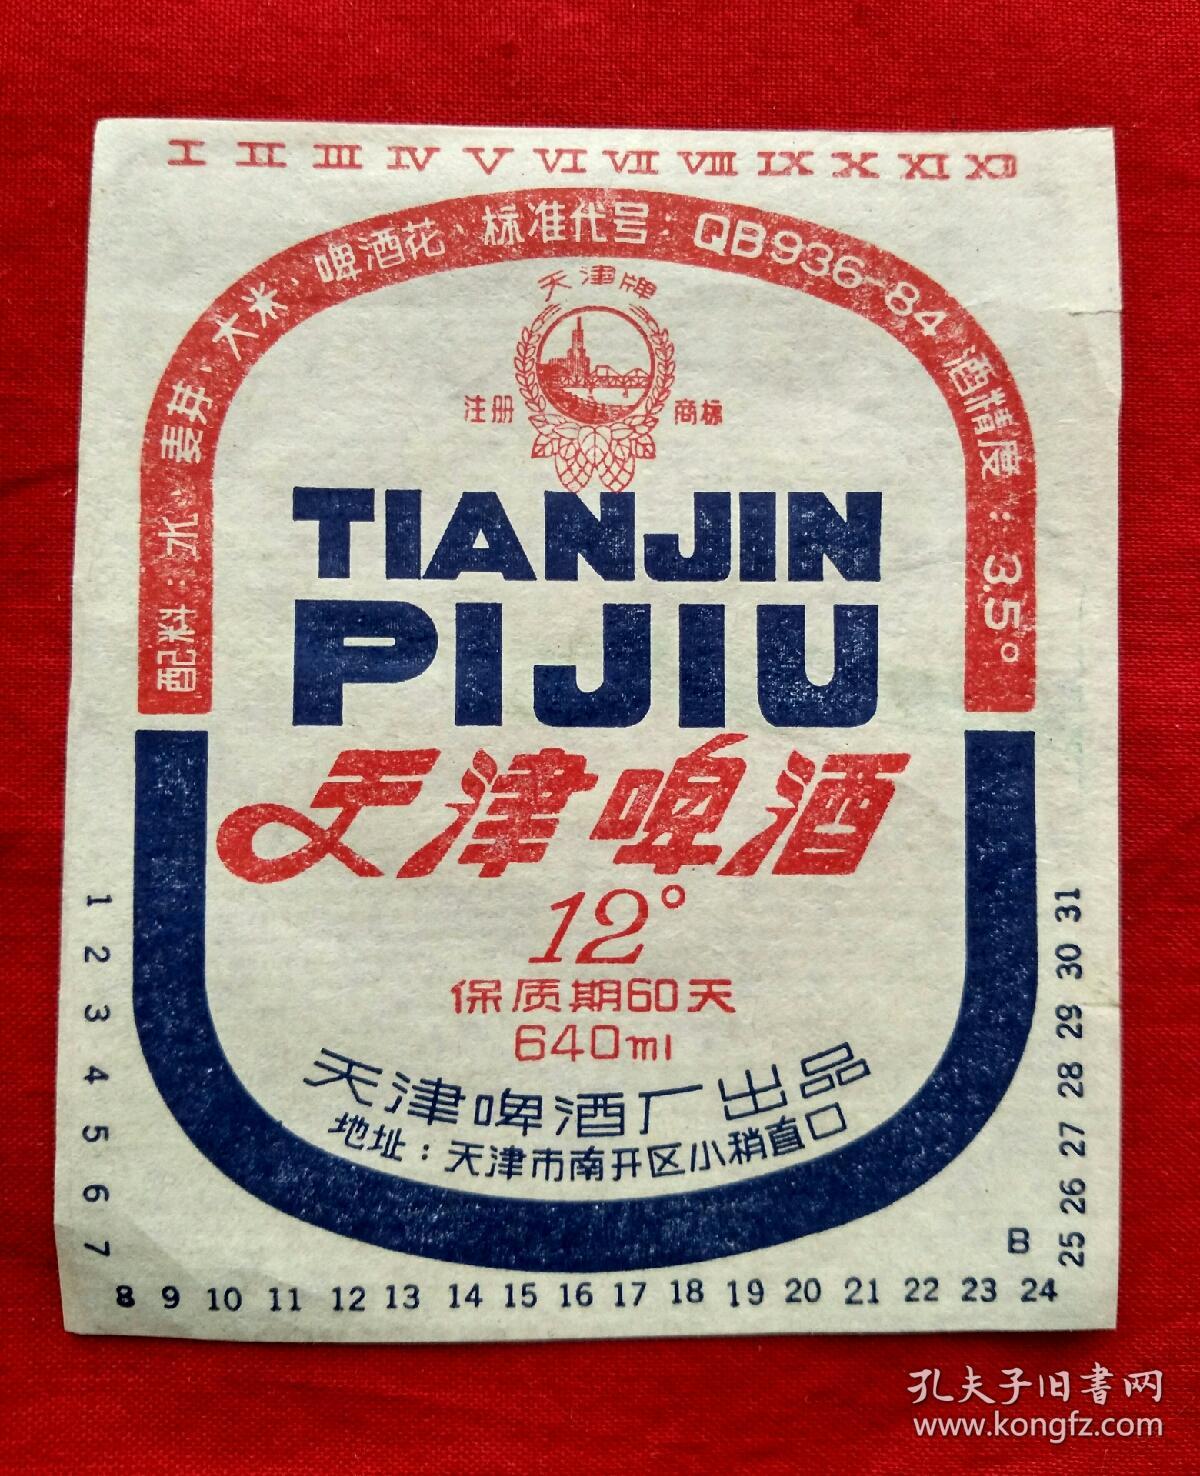 I II III IV V VI VII VIII IX X XI XII
配料：水、麦芽、大米、啤酒花、标准代号：QB936-84 酒精度：3.5°
天津牌
注册 商标
TIANJIN
PIJIU
天津啤酒
12°
保质期60天
640ml
天津啤酒厂出品
地址：天津市南开区小稍直口
1 2 3 4 5 6 7
8 9 10 11 12 13 14 15 16 17 18 19 20 21 22 23 24
25 26 27 28 29 30 31
B
孔夫子旧書网
www.kongfz.com